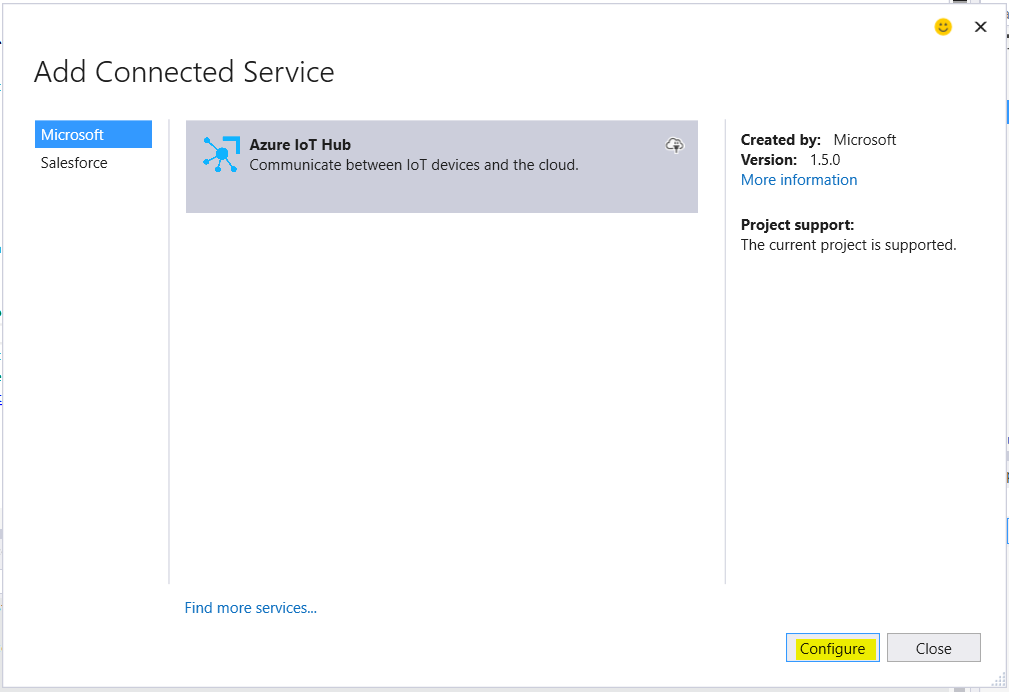 Add Connected Service
Microsoft
Salesforce
Azure IoT Hub
Communicate between IoT devices and the cloud.
Created by: Microsoft
Version: 1.5.0
More information
Project support:
The current project is supported.
Find more services...
Configure
Close